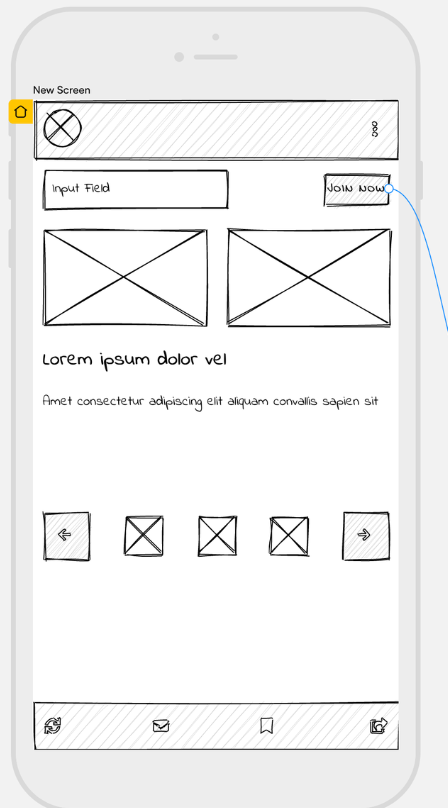 New Screen
Input Field
JOIN NOW
Lorem ipsum dolor vel
Amet consectetur adipiscing elit aliquam convallis sapien sit